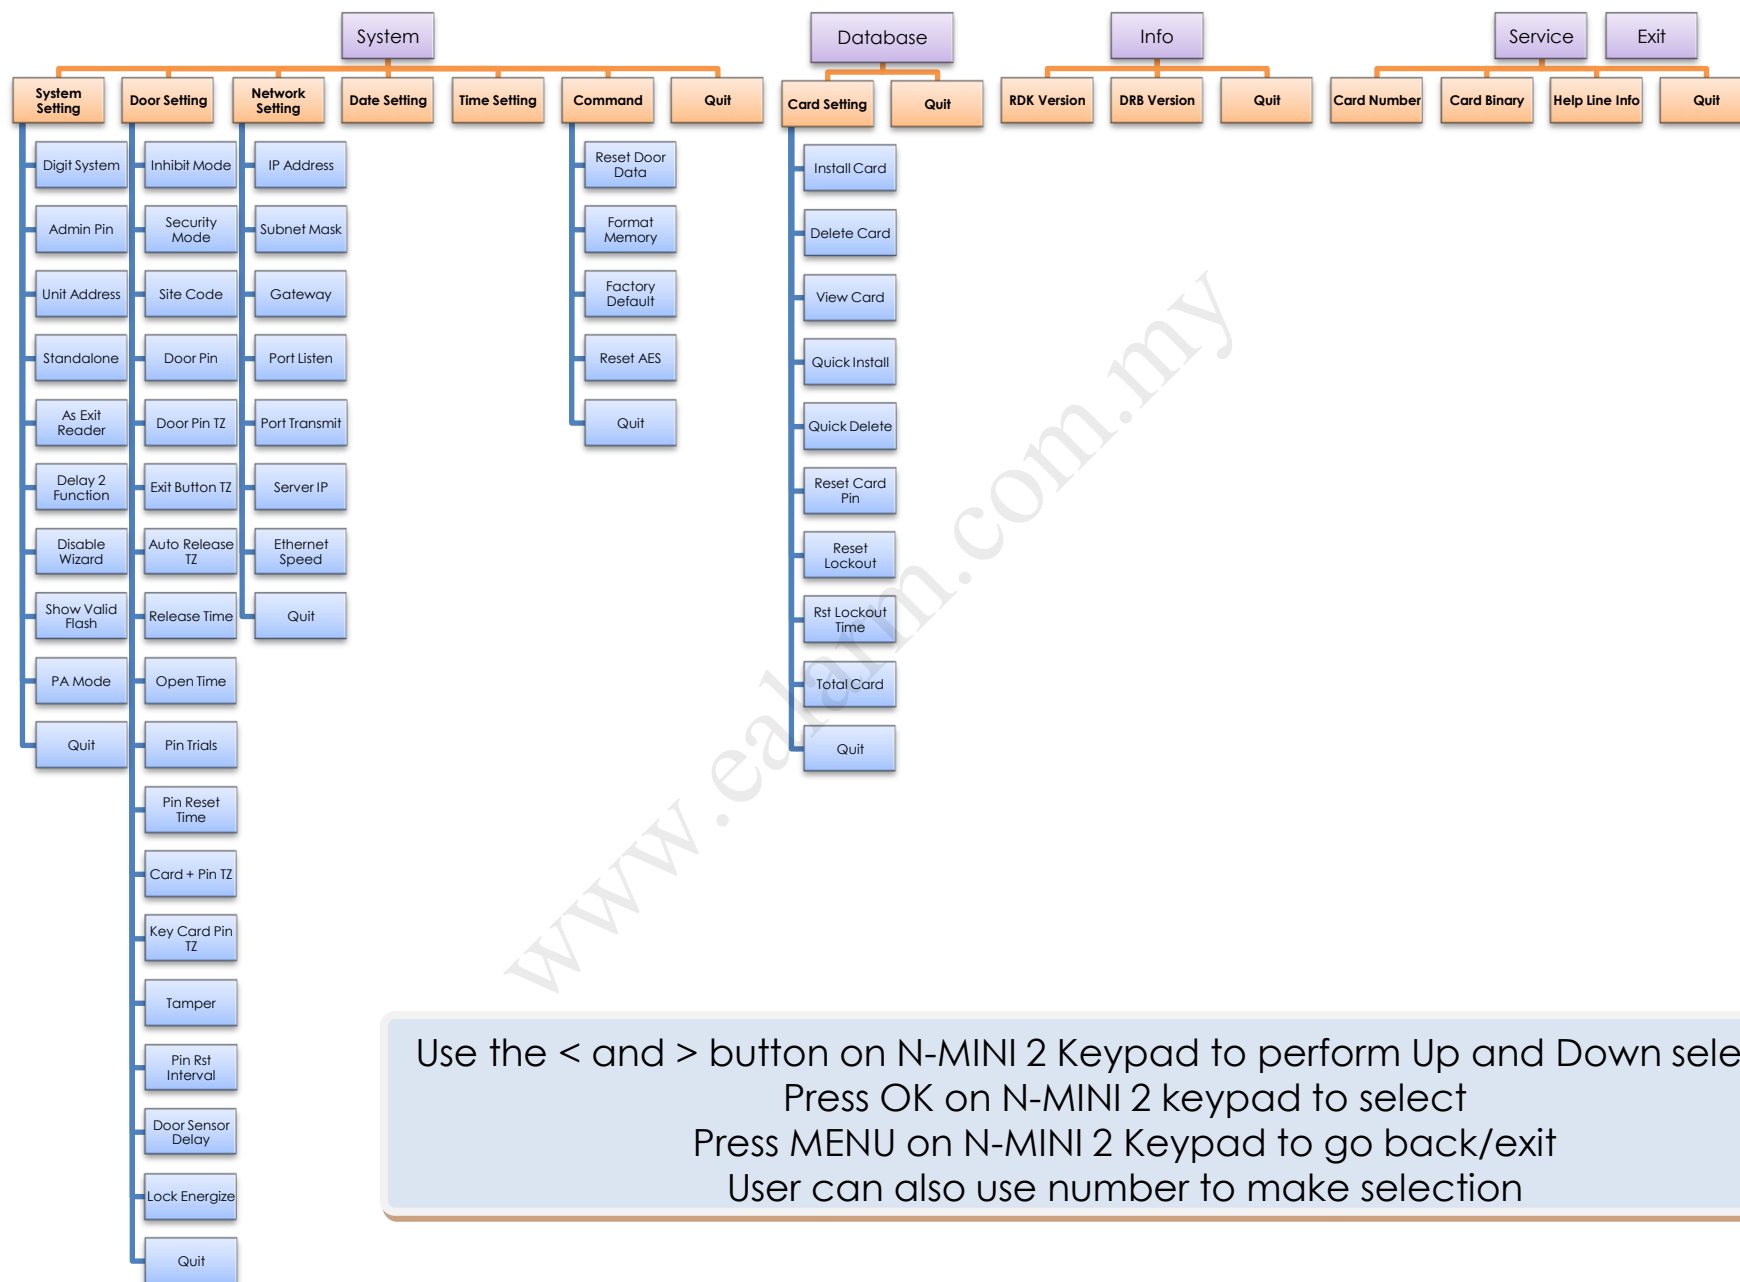 System
Database
Info
Service
Exit
System
Setting
Door Setting
Network
Setting
Date Setting
Time Setting
Command
Quit
Card Setting
Quit
RDK Version
DRB Version
Quit
Card Number
Card Binary
Help Line Info
Quit
Digit System
Admin Pin
Unit Address
Standalone
As Exit
Reader
Delay 2
Function
Disable
Wizard
Show Valid
Flash
PA Mode
Quit
Inhibit Mode
Security
Mode
Site Code
Door Pin
Door Pin TZ
Exit Button TZ
Auto Release
TZ
Release Time
Open Time
Pin Trials
Pin Reset
Time
Card + Pin TZ
Key Card Pin
TZ
Tamper
Pin Rst
Interval
Door Sensor
Delay
Lock Energize
Quit
IP Address
Subnet Mask
Gateway
Port Listen
Port Transmit
Server IP
Ethernet
Speed
Quit
Reset Door
Data
Format
Memory
Factory
Default
Reset AES
Quit
Install Card
Delete Card
View Card
Quick Install
Quick Delete
Reset Card
Pin
Reset
Lockout
Rst Lockout
Time
Total Card
Quit
www.ealarm.com.my
Use the < and > button on N-MINI 2 Keypad to perform Up and Down sele
Press OK on N-MINI 2 keypad to select
Press MENU on N-MINI 2 Keypad to go back/exit
User can also use number to make selection